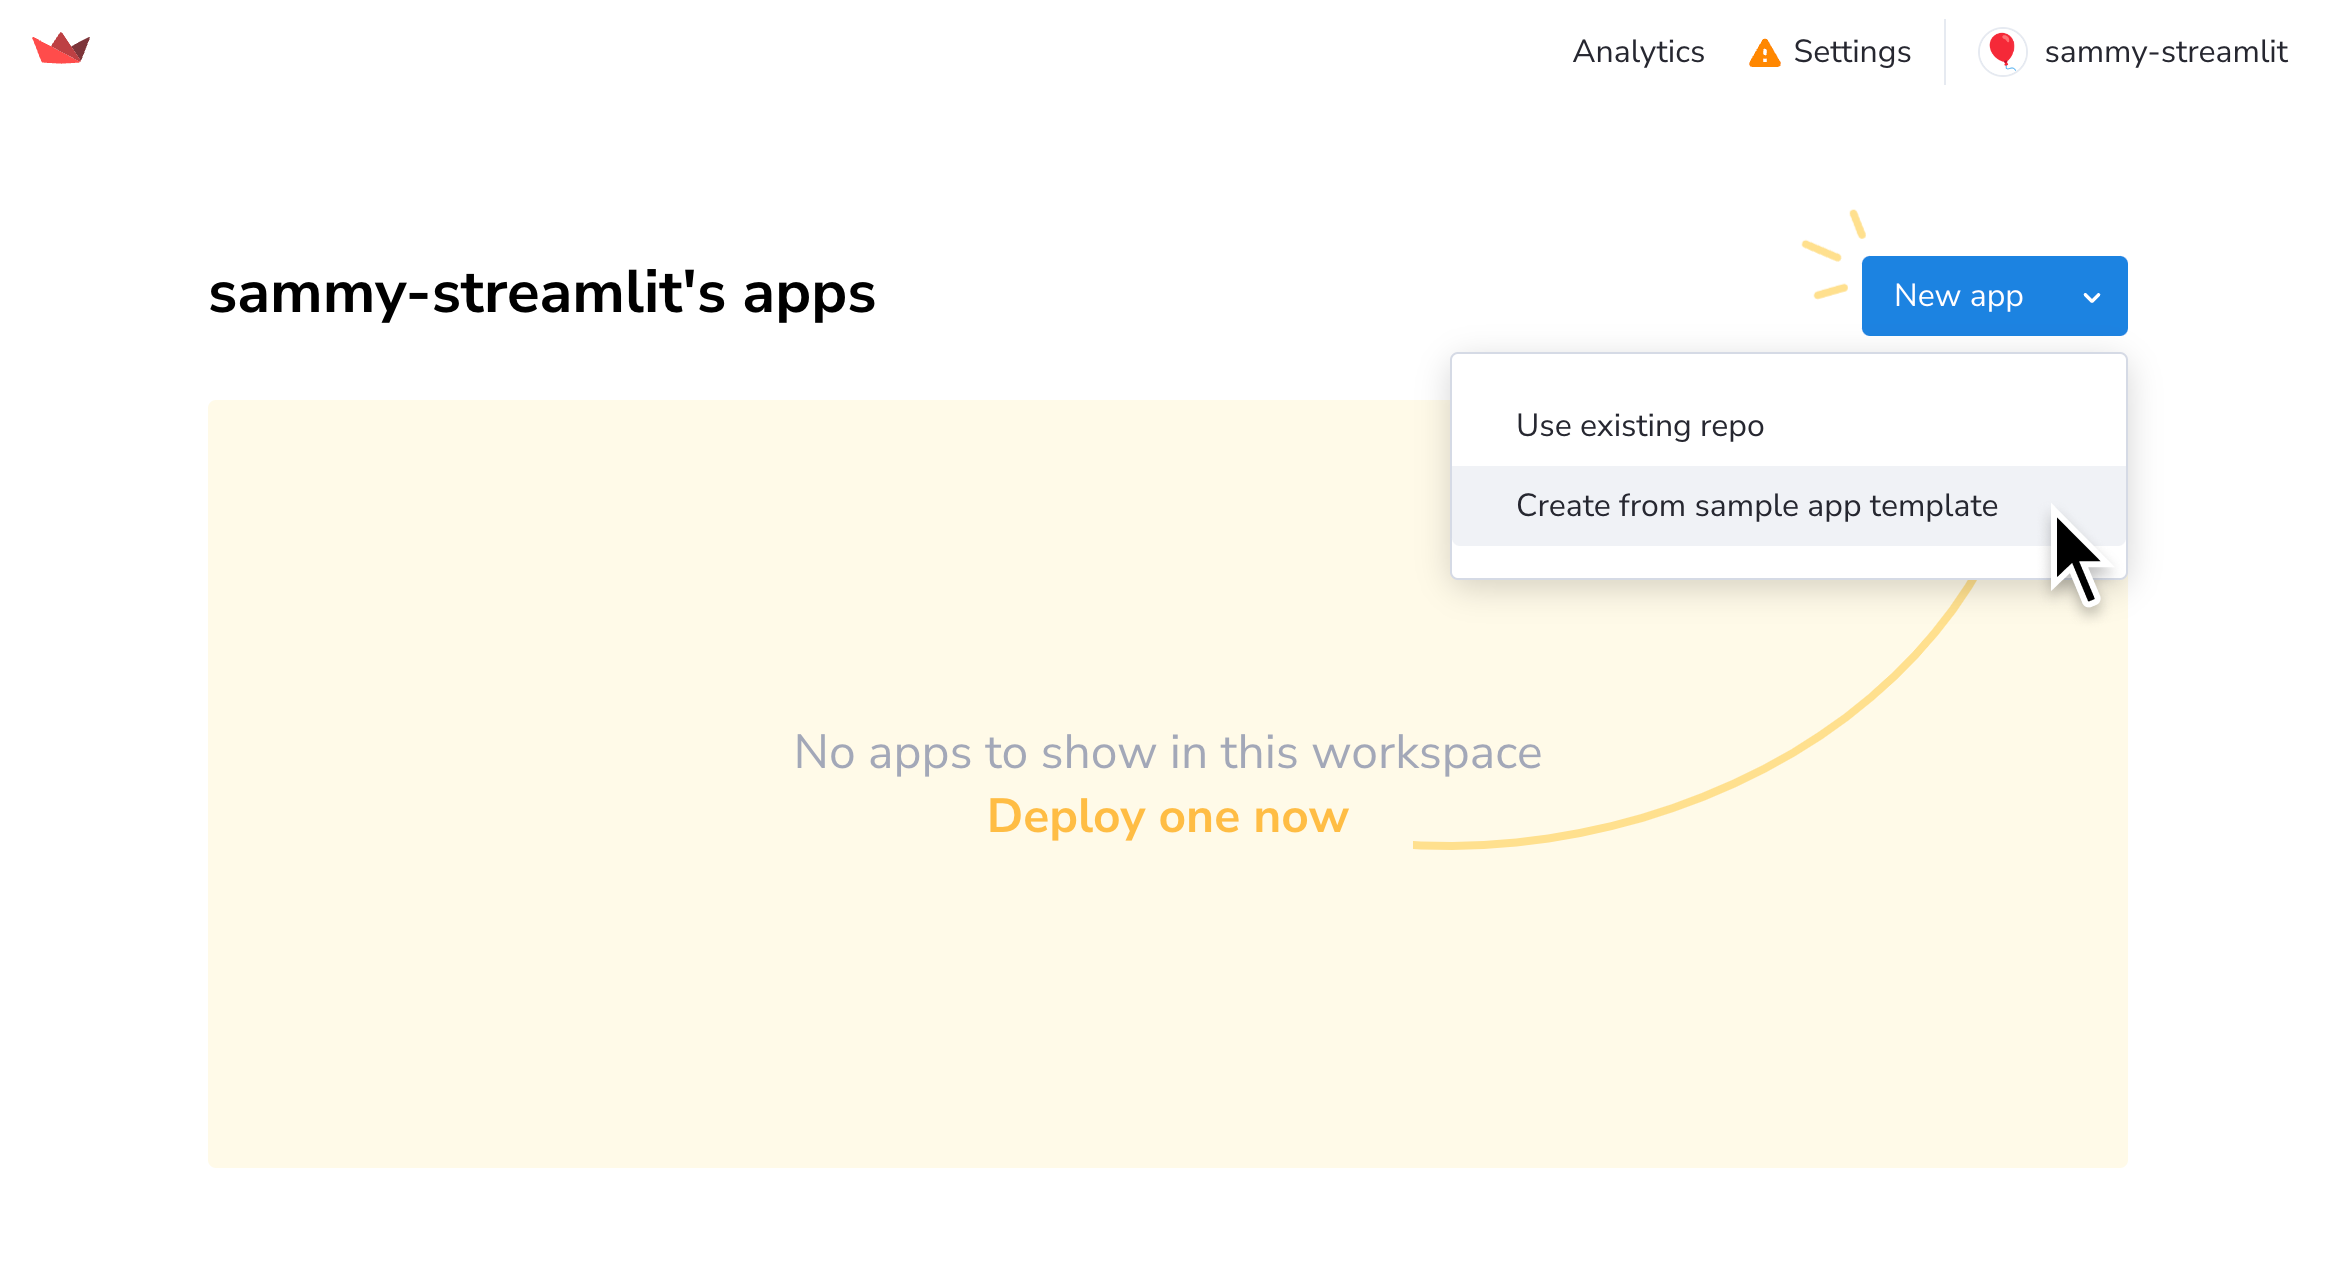 Analytics
Settings
sammy-streamlit
sammy-streamlit's apps
New app
Use existing repo
Create from sample app template
No apps to show in this workspace
Deploy one now